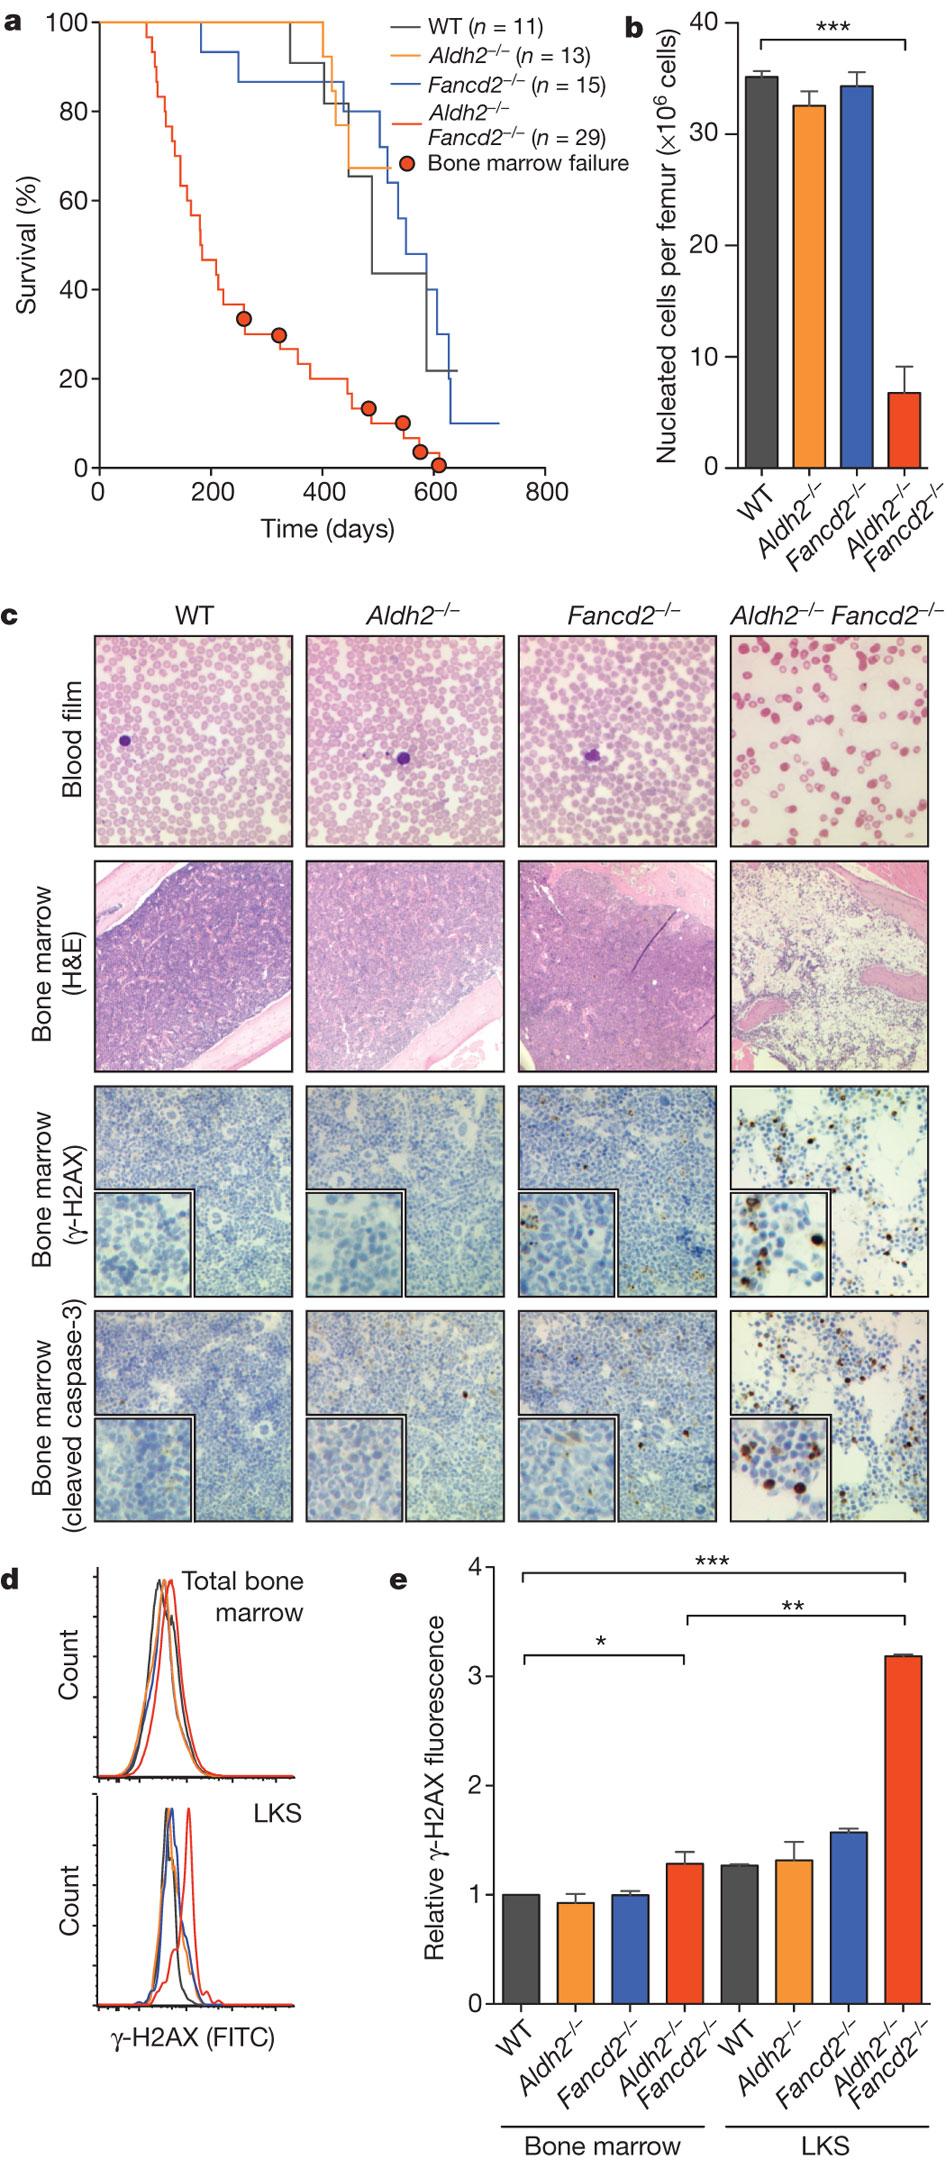 a
100
80
60
40
20
0
Survival (%)
0 200 400 600 800
Time (days)
WT (n = 11)
Aldh2–/– (n = 13)
Fancd2–/– (n = 15)
Aldh2–/–
Fancd2–/– (n = 29)
Bone marrow failure
b
***
40
30
20
10
0
Nucleated cells per femur (×10⁶ cells)
WT
Aldh2–/–
Fancd2–/–
Aldh2–/–
Fancd2–/–
c
WT Aldh2–/– Fancd2–/– Aldh2–/– Fancd2–/–
Blood film
Bone marrow
(H&E)
Bone marrow
(γ-H2AX)
Bone marrow
(cleaved caspase-3)
d
Total bone
marrow
Count
LKS
Count
γ-H2AX (FITC)
e
***
**
*
4
3
2
1
0
Relative γ-H2AX fluorescence
WT
Aldh2–/–
Fancd2–/–
Aldh2–/–
Fancd2–/–
WT
Aldh2–/–
Fancd2–/–
Aldh2–/–
Fancd2–/–
Bone marrow
LKS